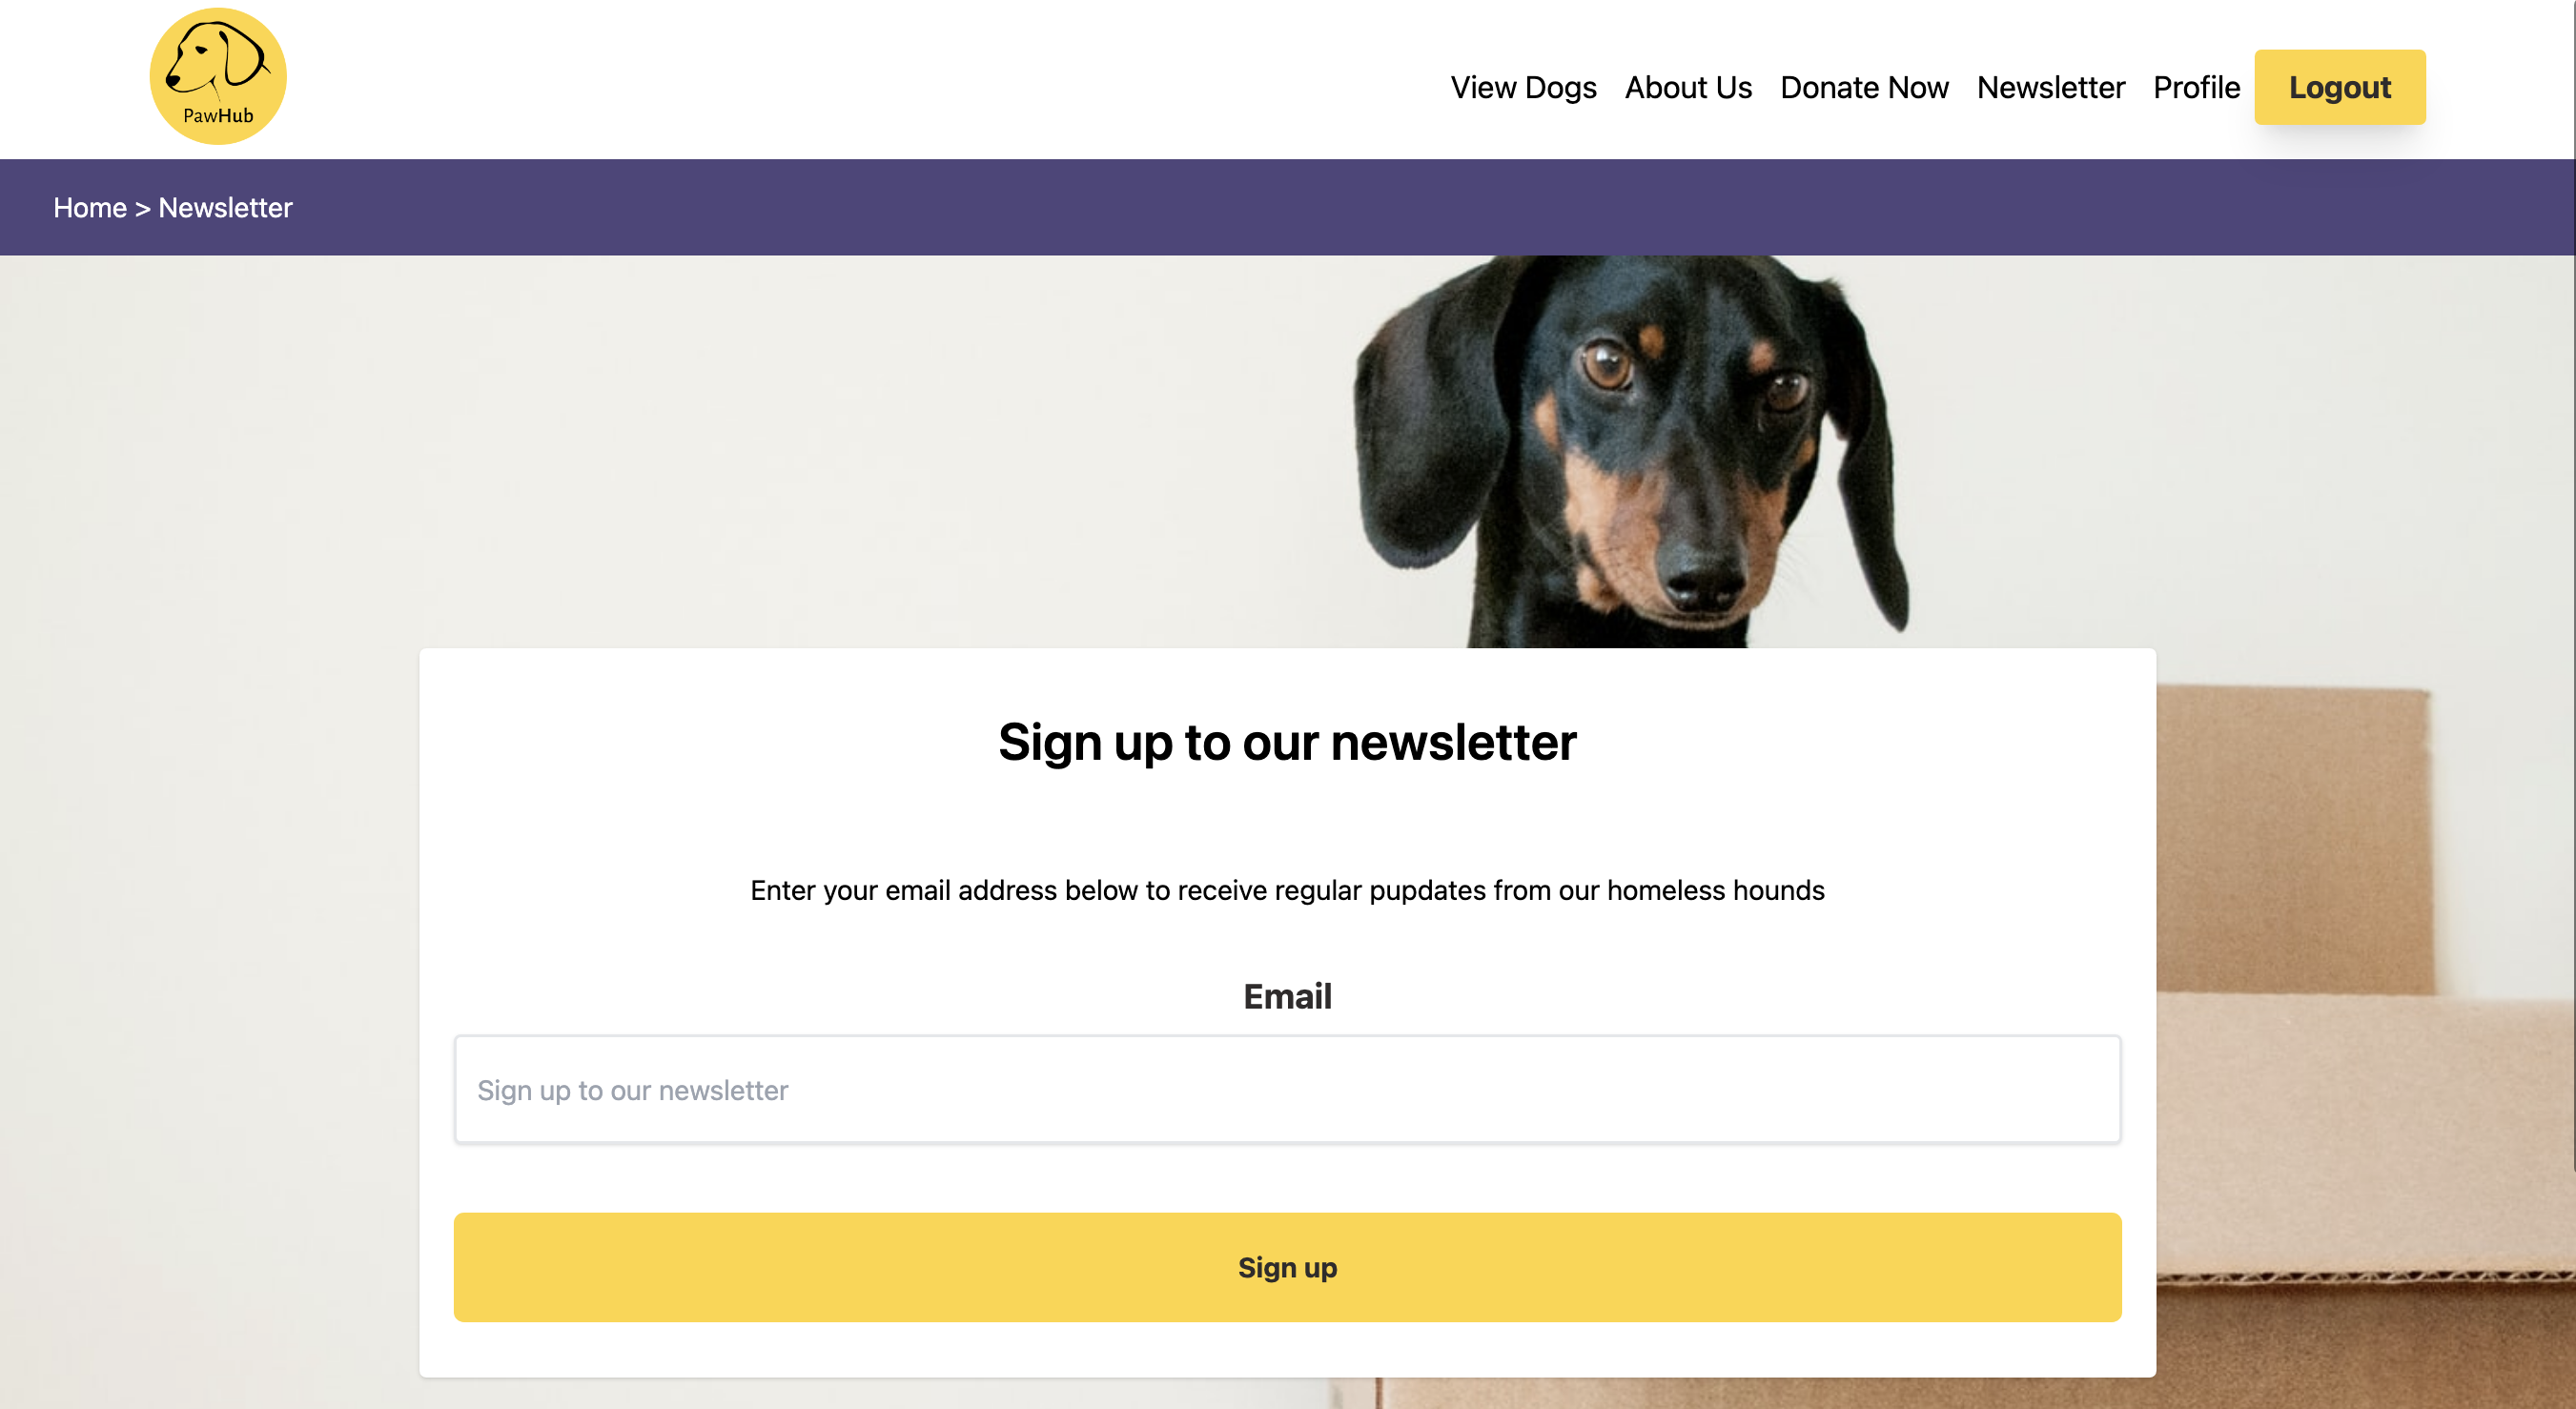 PawHub
View Dogs About Us Donate Now Newsletter Profile Logout
Home > Newsletter
Sign up to our newsletter
Enter your email address below to receive regular pupdates from our homeless hounds
Email
Sign up to our newsletter
Sign up